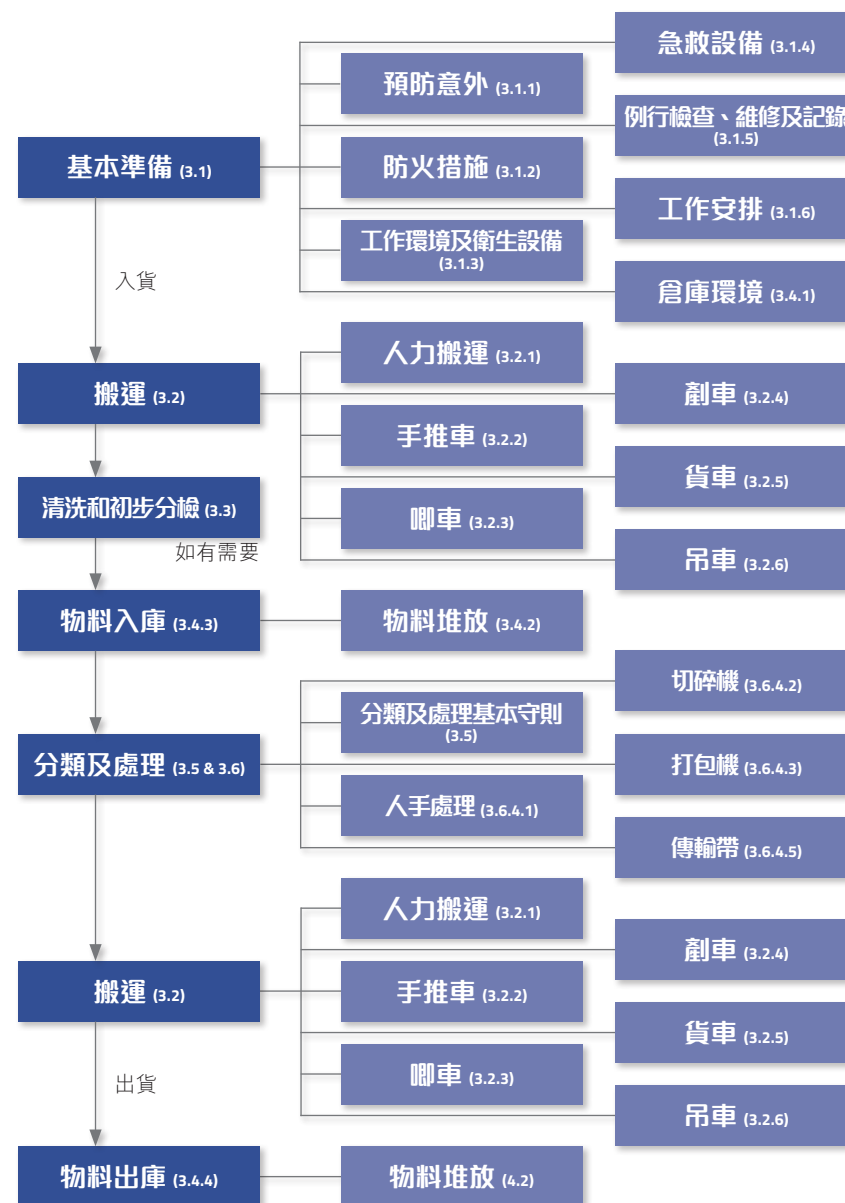 急救設備 (3.1.4)
預防意外 (3.1.1)
例行檢查、維修及記錄
(3.1.5)
基本準備 (3.1)
防火措施 (3.1.2)
工作安排 (3.1.6)
工作環境及衛生設備
(3.1.3)
入貨
倉庫環境 (3.4.1)
人力搬運 (3.2.1)
搬運 (3.2)
剷車 (3.2.4)
手推車 (3.2.2)
貨車 (3.2.5)
清洗和初步分檢 (3.3)
唧車 (3.2.3)
如有需要
吊車 (3.2.6)
物料入庫 (3.4.3)
物料堆放 (3.4.2)
切碎機 (3.6.4.2)
分類及處理基本守則
(3.5)
分類及處理 (3.5 & 3.6)
打包機 (3.6.4.3)
人手處理 (3.6.4.1)
傳輸帶 (3.6.4.5)
人力搬運 (3.2.1)
剷車 (3.2.4)
搬運 (3.2)
手推車 (3.2.2)
貨車 (3.2.5)
唧車 (3.2.3)
出貨
吊車 (3.2.6)
物料出庫 (3.4.4)
物料堆放 (4.2)